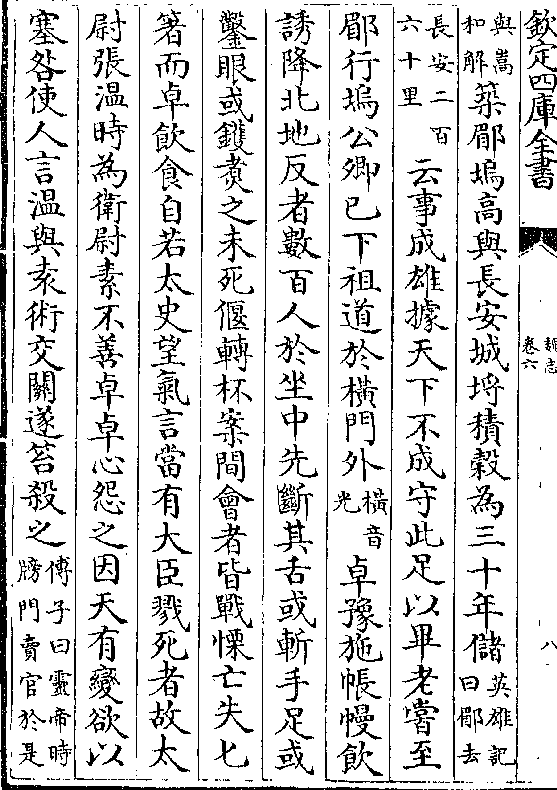 欽定四庫全書
魏志
卷六
八
與嵩
和解築郿塢高與長安城埒積穀為三十年儲英雄記
曰郿去
長安二百
六十里云事成雄據天下不成守此足以畢老嘗至
郿行塢公卿已下祖道於橫門外橫音
光卓豫施帳幔飲
誘降北地反者數百人於坐中先斷其舌或斬手足或
鑿眼或鑊煑之未死偃轉杯案間會者皆戰慄亡失匕
箸而卓飲食自若太史望氣言當有大臣戮死者故太
尉張溫時為衛尉素不善卓卓心怨之因天有變欲以
塞咎使人言溫與袁術交關遂笞殺之傅子曰靈帝時
牓門賣官於是